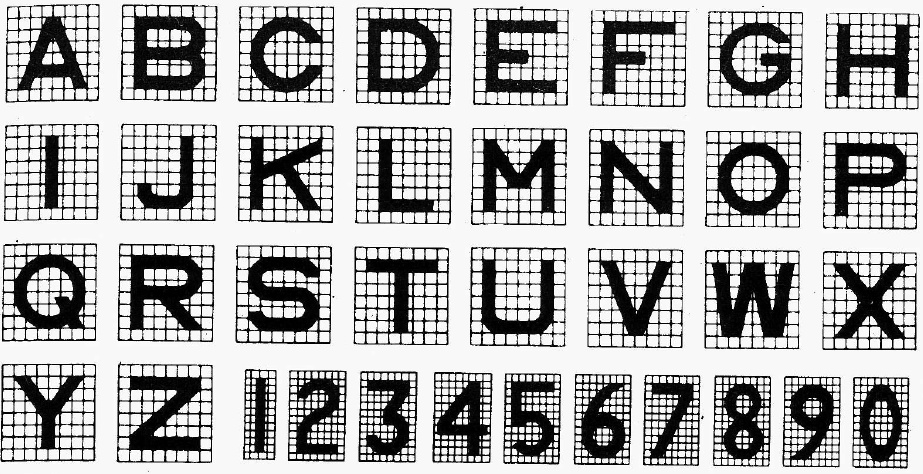 A B C D E F G H
I J K L M N O P
Q R S T U V W X
Y Z 1 2 3 4 5 6 7 8 9 0